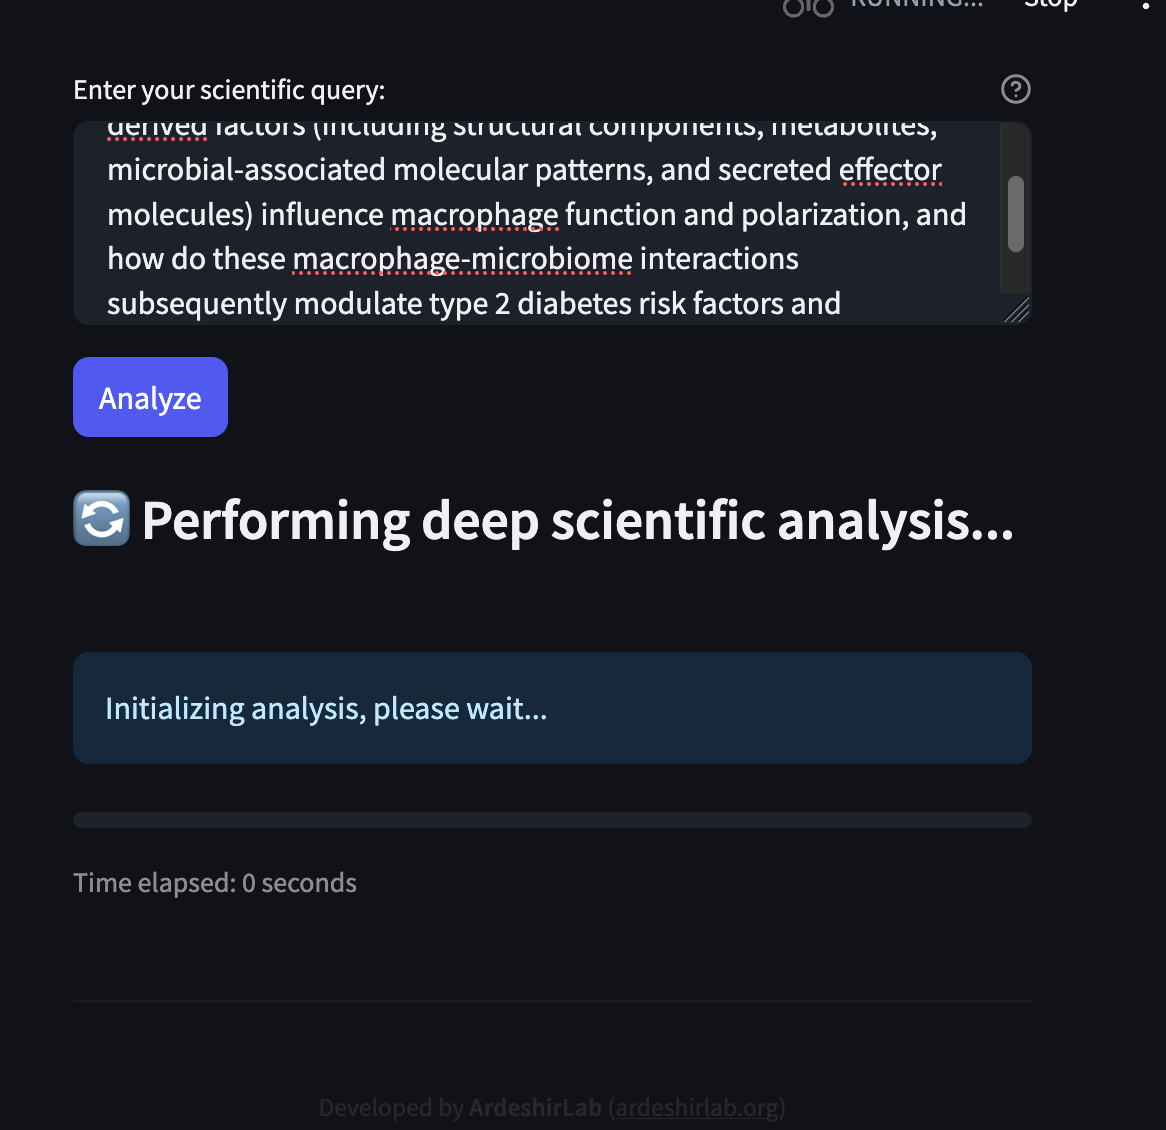 RUNNING...
Stop
Enter your scientific query:
derived factors (including structural components, metabolites,
microbial-associated molecular patterns, and secreted effector
molecules) influence macrophage function and polarization, and
how do these macrophage-microbiome interactions
subsequently modulate type 2 diabetes risk factors and
Analyze
Performing deep scientific analysis...
Initializing analysis, please wait...
Time elapsed: 0 seconds
Developed by ArdeshirLab (ardeshirlab.org)